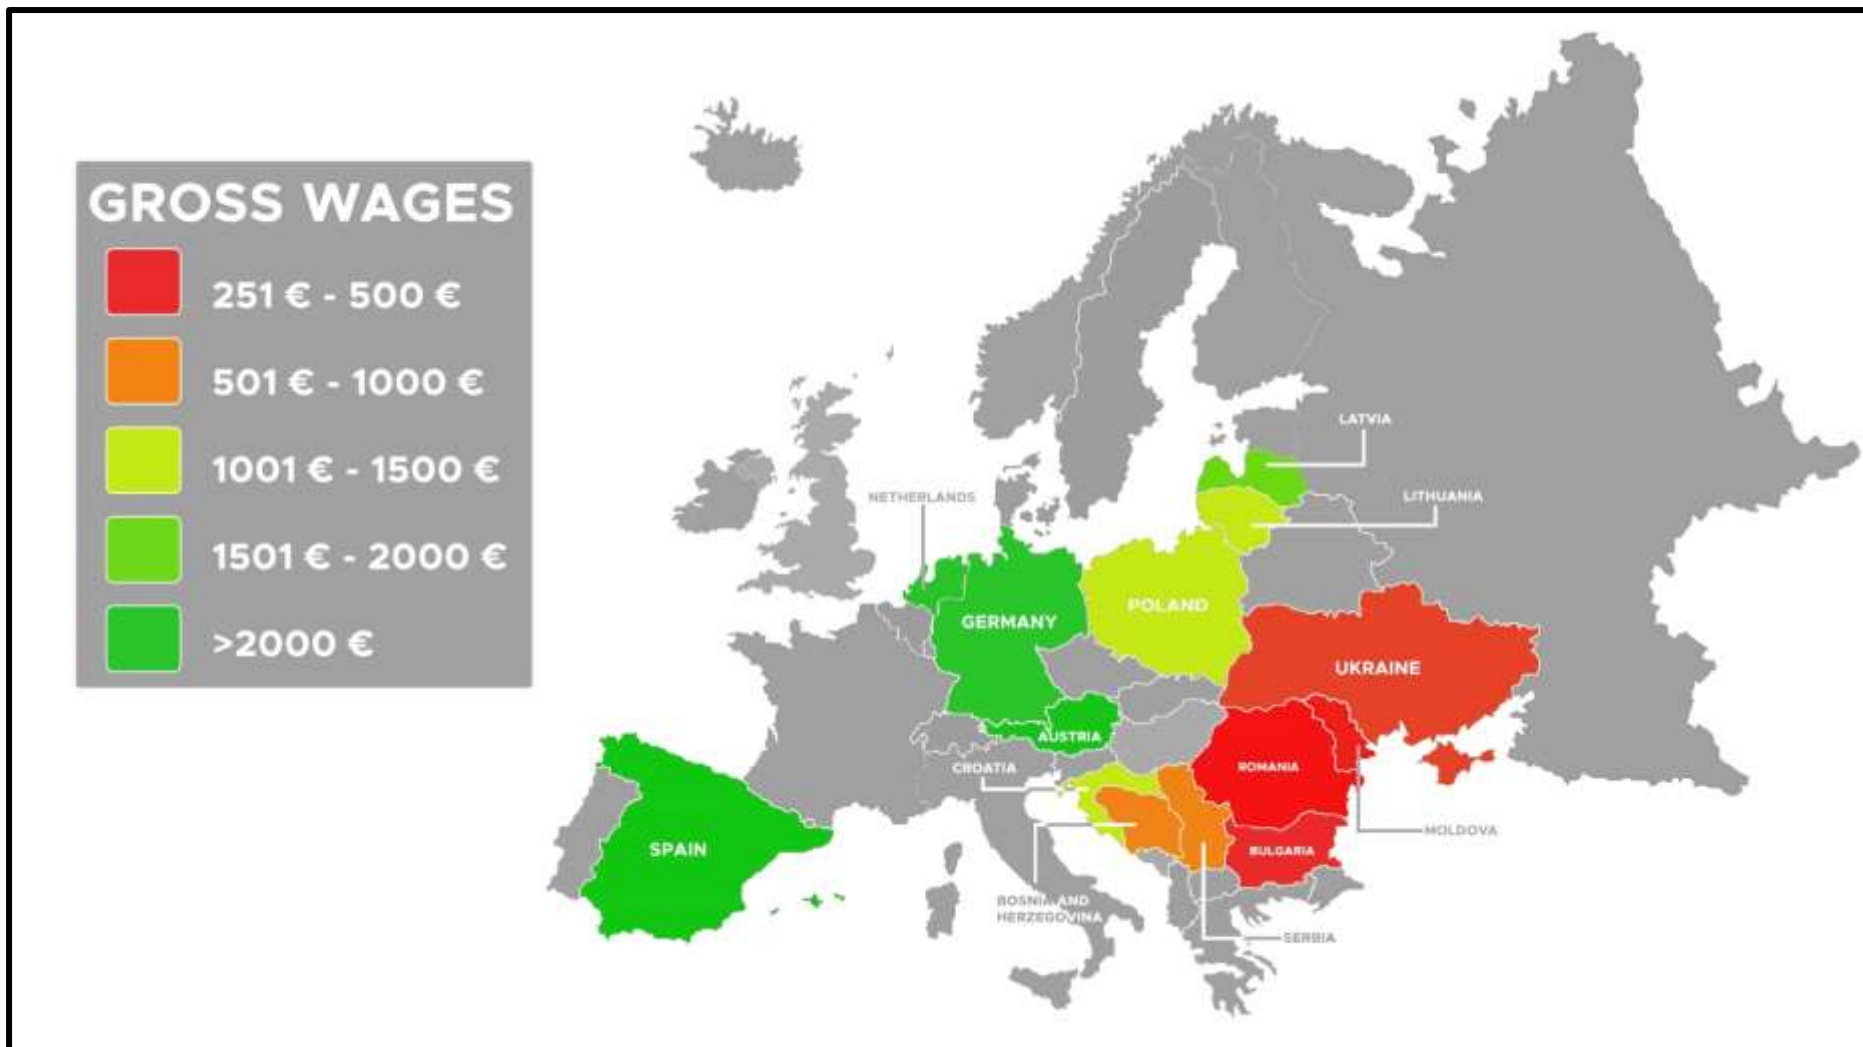 GROSS WAGES
251 € - 500 €
501 € - 1000 €
1001 € - 1500 €
1501 € - 2000 €
>2000 €
LATVIA
LITHUANIA
NETHERLANDS
POLAND
GERMANY
UKRAINE
AUSTRIA
CROATIA
ROMANIA
MOLDOVA
SPAIN
BULGARIA
BOSNIA AND
HERZEGOVINA
SERBIA